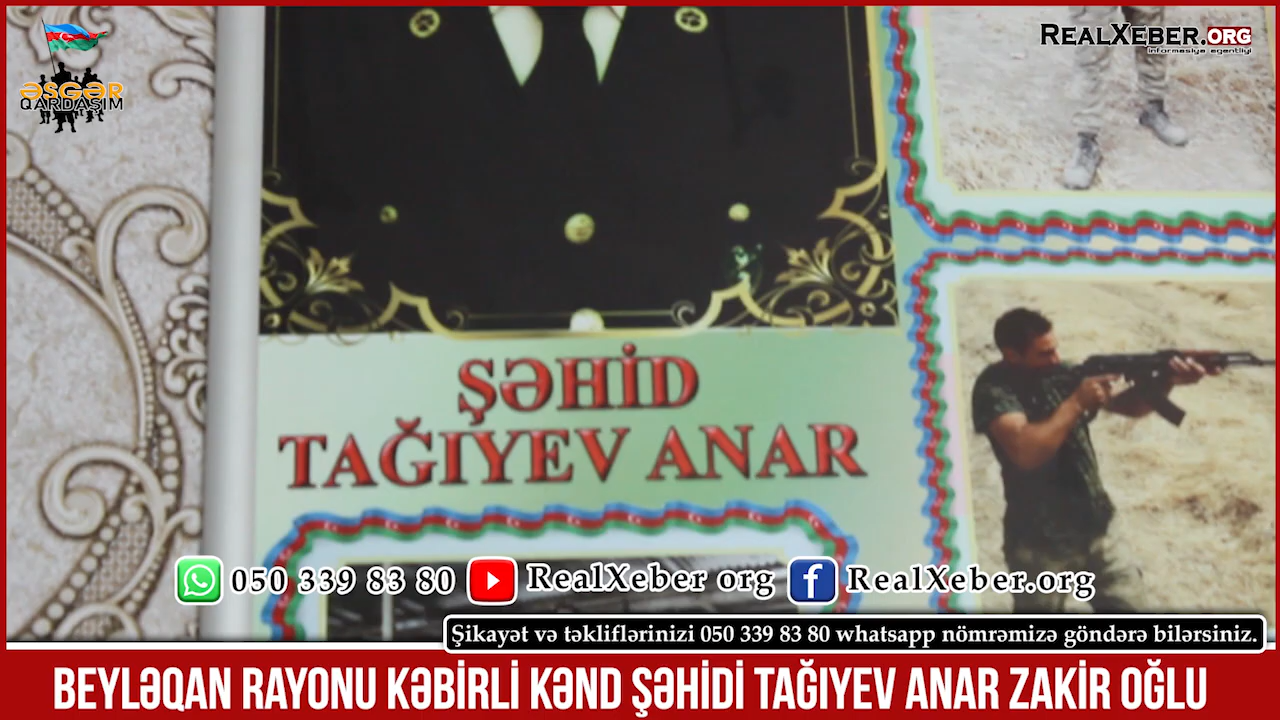 ƏSGƏR
QARDAŞIM
REALXEBER.ORG
informasiya agentliyi
ŞƏHİD
TAĞIYEV ANAR
050 339 83 80
RealXeber org
RealXeber.org
Şikayət və təkliflərinizi 050 339 83 80 whatsapp nömrəmizə göndərə bilərsiniz.
BEYLƏQAN RAYONU KƏBİRLİ KƏND ŞƏHİDİ TAĞIYEV ANAR ZAKİR OĞLU